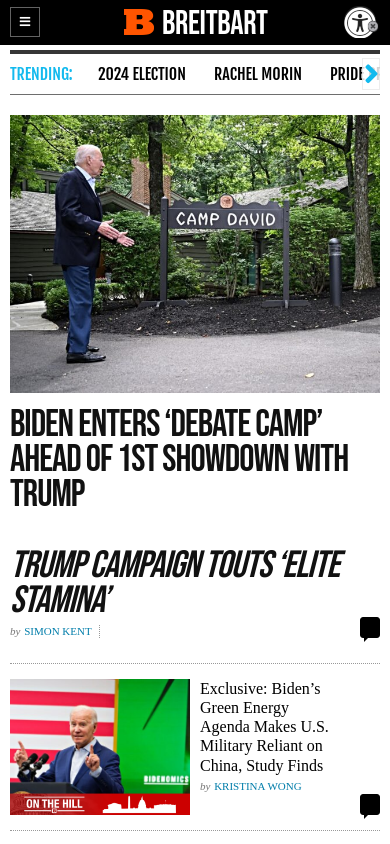 B BREITBART
TRENDING:
2024 ELECTION
RACHEL MORIN
PRIDE
CAMP DAVID
BIDEN ENTERS ‘DEBATE CAMP’
AHEAD OF 1ST SHOWDOWN WITH
TRUMP
TRUMP CAMPAIGN TOUTS ‘ELITE
STAMINA’
by SIMON KENT
BIDENOMICS
ON THE HILL
Exclusive: Biden’s
Green Energy
Agenda Makes U.S.
Military Reliant on
China, Study Finds
by KRISTINA WONG